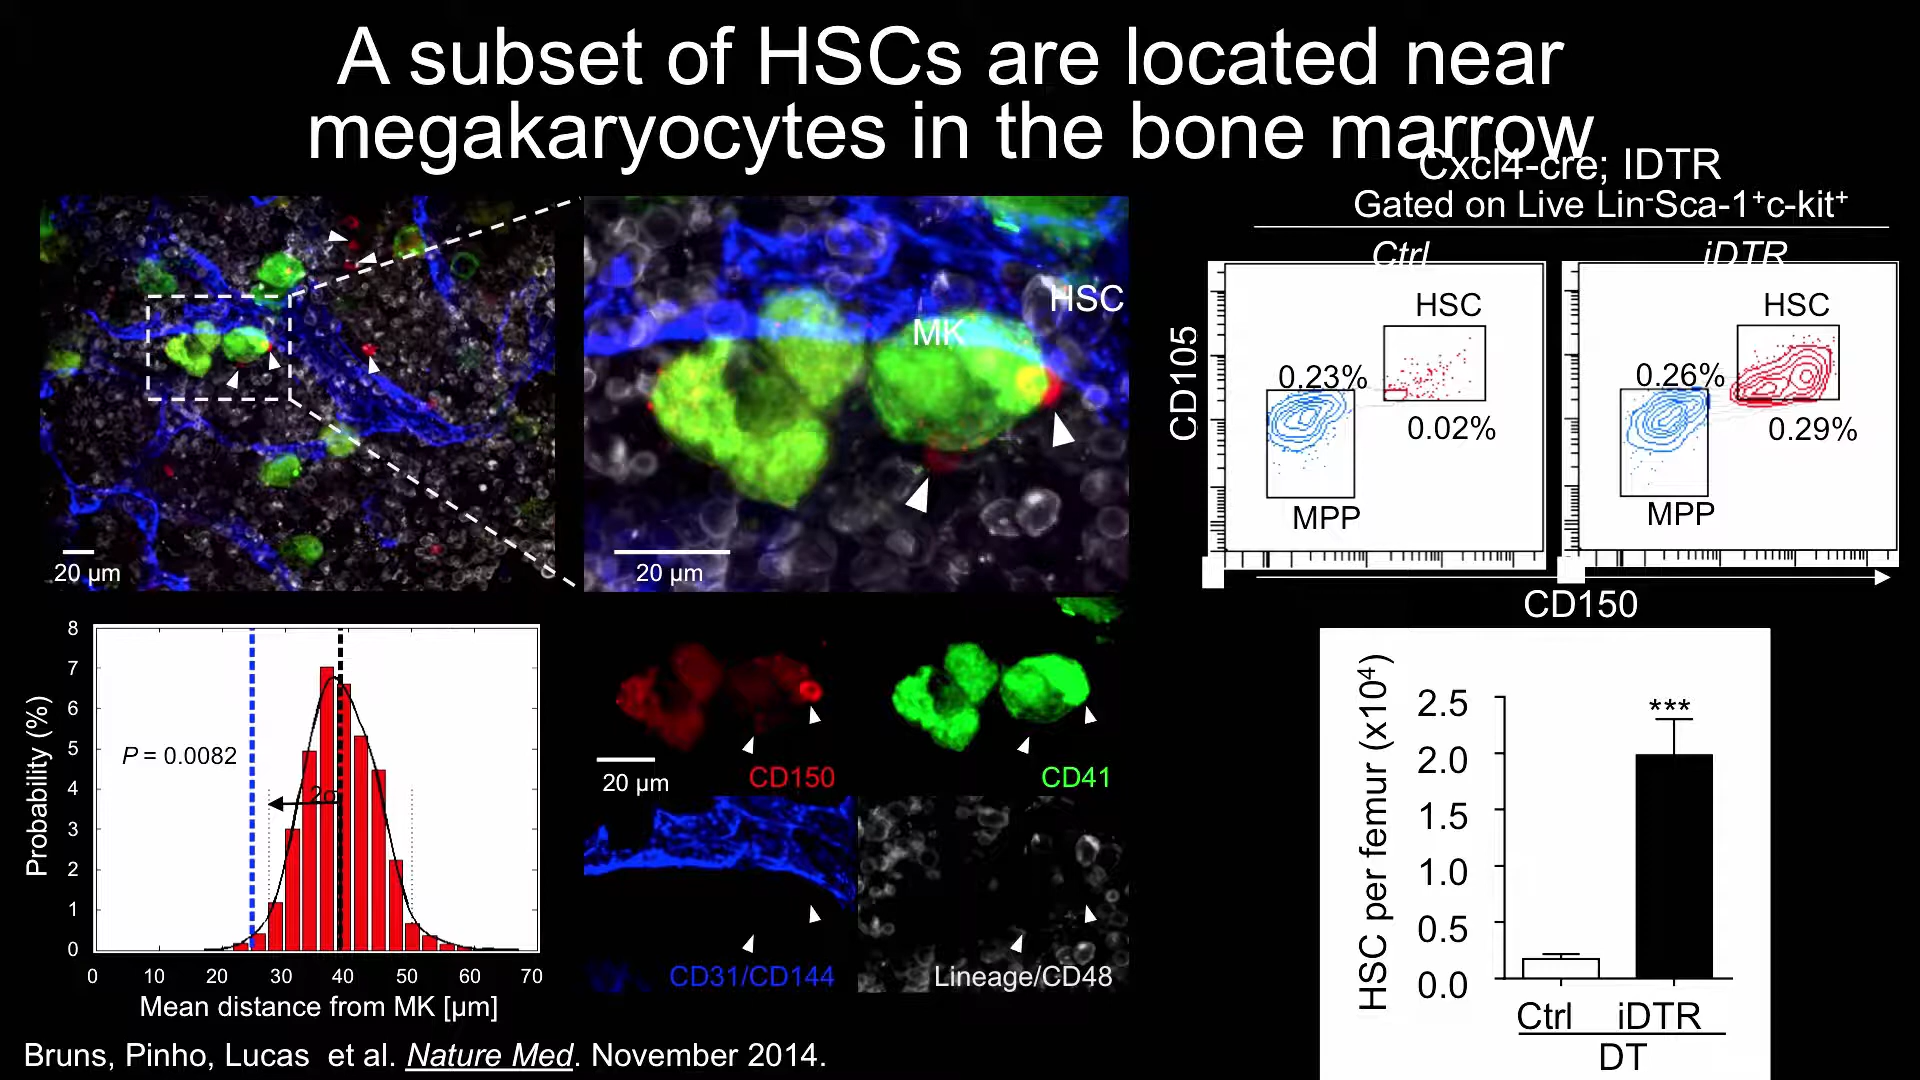 A subset of HSCs are located near
megakaryocytes in the bone marrow
Cxcl4-cre; IDTR
Gated on Live Lin-Sca-1+c-kit+
Ctrl
iDTR
HSC
MK
20 µm
20 µm
CD105
HSC
0.23%
0.02%
MPP
HSC
0.26%
0.29%
MPP
CD150
8
7
6
5
4
3
2
1
0
Probability (%)
P = 0.0082
2σ
0 10 20 30 40 50 60 70
Mean distance from MK [µm]
20 µm
CD150
CD41
CD31/CD144
Lineage/CD48
HSC per femur (x10⁴)
2.5
2.0
1.5
1.0
0.5
0.0
***
Ctrl iDTR
DT
Bruns, Pinho, Lucas et al. Nature Med. November 2014.